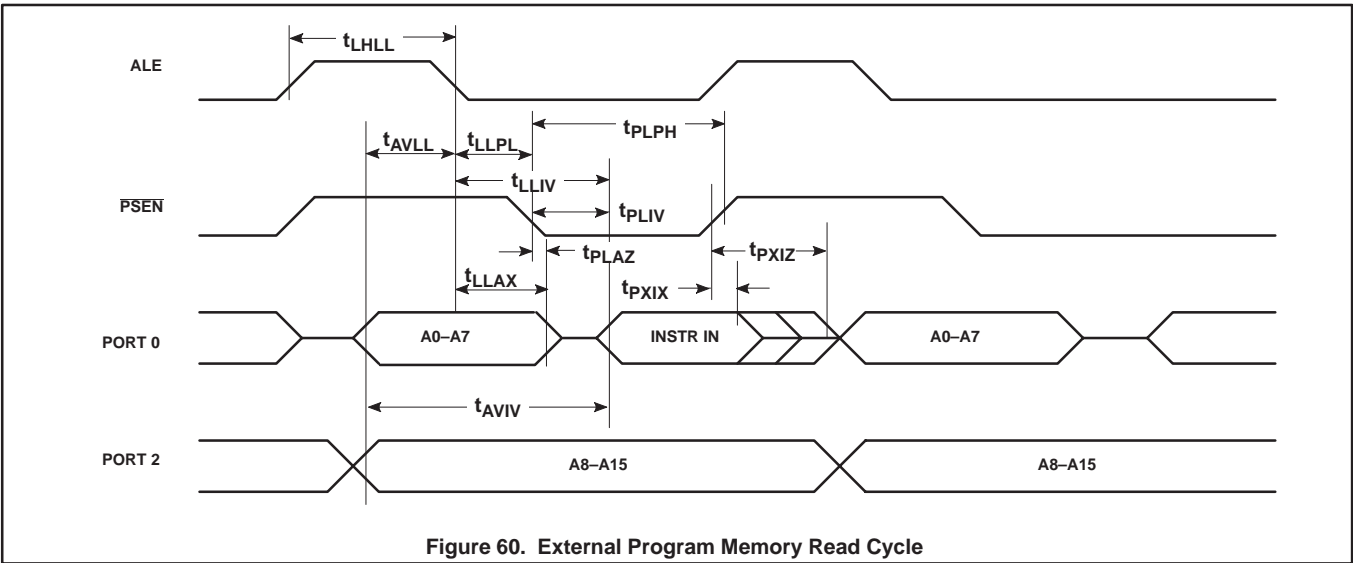 tLHLL
ALE
tPLPH
tAVLL tLLPL
tLLIV
PSEN
tPLIV
tPLAZ
tPXIZ
tLLAX
tPXIX
PORT 0 A0–A7 INSTR IN A0–A7
tAVIV
PORT 2 A8–A15 A8–A15
Figure 60. External Program Memory Read Cycle